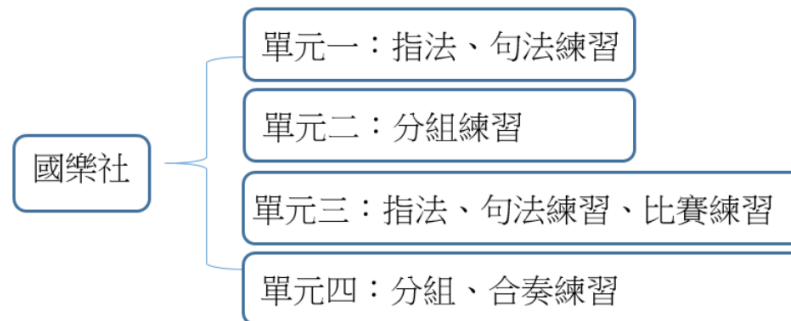 國樂社
單元一：指法、句法練習
單元二：分組練習
單元三：指法、句法練習、比賽練習
單元四：分組、合奏練習